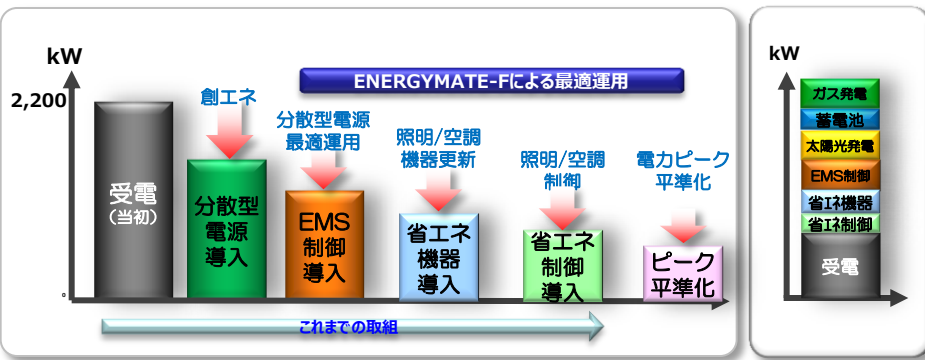 kW
2,200
0
ENERGYMATE-Fによる最適運用
創エネ
分散型電源
最適運用
照明/空調
機器更新
照明/空調
制御
電力ピーク
平準化
受電
(当初)
分散型
電源
導入
EMS
制御
導入
省エネ
機器
導入
省エネ
制御
導入
ピーク
平準化
これまでの取組
kW
ガス発電
蓄電池
太陽光発電
EMS制御
省エネ機器
省エネ制御
受電